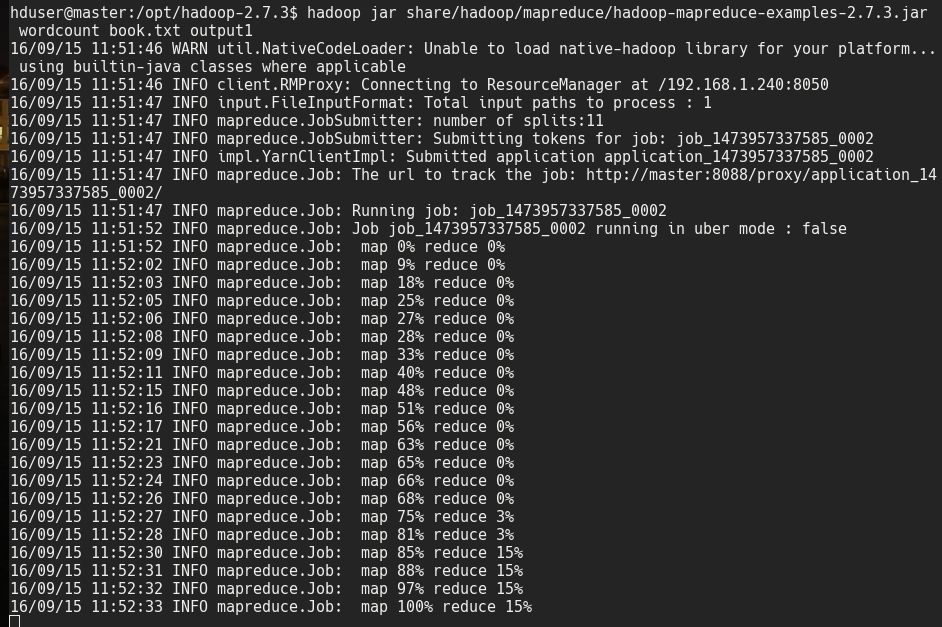 hduser@master:/opt/hadoop-2.7.3$ hadoop jar share/hadoop/mapreduce/hadoop-mapreduce-examples-2.7.3.jar
 wordcount book.txt output1
16/09/15 11:51:46 WARN util.NativeCodeLoader: Unable to load native-hadoop library for your platform...
 using builtin-java classes where applicable
16/09/15 11:51:46 INFO client.RMProxy: Connecting to ResourceManager at /192.168.1.240:8050
16/09/15 11:51:47 INFO input.FileInputFormat: Total input paths to process : 1
16/09/15 11:51:47 INFO mapreduce.JobSubmitter: number of splits:11
16/09/15 11:51:47 INFO mapreduce.JobSubmitter: Submitting tokens for job: job_1473957337585_0002
16/09/15 11:51:47 INFO impl.YarnClientImpl: Submitted application application_1473957337585_0002
16/09/15 11:51:47 INFO mapreduce.Job: The url to track the job: http://master:8088/proxy/application_14
73957337585_0002/
16/09/15 11:51:47 INFO mapreduce.Job: Running job: job_1473957337585_0002
16/09/15 11:51:52 INFO mapreduce.Job: Job job_1473957337585_0002 running in uber mode : false
16/09/15 11:51:52 INFO mapreduce.Job:  map 0% reduce 0%
16/09/15 11:52:02 INFO mapreduce.Job:  map 9% reduce 0%
16/09/15 11:52:03 INFO mapreduce.Job:  map 18% reduce 0%
16/09/15 11:52:05 INFO mapreduce.Job:  map 25% reduce 0%
16/09/15 11:52:06 INFO mapreduce.Job:  map 27% reduce 0%
16/09/15 11:52:08 INFO mapreduce.Job:  map 28% reduce 0%
16/09/15 11:52:09 INFO mapreduce.Job:  map 33% reduce 0%
16/09/15 11:52:11 INFO mapreduce.Job:  map 40% reduce 0%
16/09/15 11:52:15 INFO mapreduce.Job:  map 48% reduce 0%
16/09/15 11:52:16 INFO mapreduce.Job:  map 51% reduce 0%
16/09/15 11:52:17 INFO mapreduce.Job:  map 56% reduce 0%
16/09/15 11:52:21 INFO mapreduce.Job:  map 63% reduce 0%
16/09/15 11:52:23 INFO mapreduce.Job:  map 65% reduce 0%
16/09/15 11:52:24 INFO mapreduce.Job:  map 66% reduce 0%
16/09/15 11:52:26 INFO mapreduce.Job:  map 68% reduce 0%
16/09/15 11:52:27 INFO mapreduce.Job:  map 75% reduce 3%
16/09/15 11:52:28 INFO mapreduce.Job:  map 81% reduce 3%
16/09/15 11:52:30 INFO mapreduce.Job:  map 85% reduce 15%
16/09/15 11:52:31 INFO mapreduce.Job:  map 88% reduce 15%
16/09/15 11:52:32 INFO mapreduce.Job:  map 97% reduce 15%
16/09/15 11:52:33 INFO mapreduce.Job:  map 100% reduce 15%